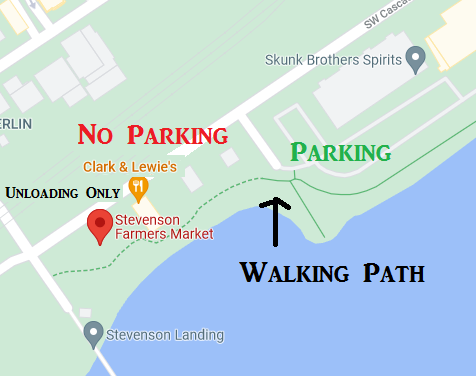 SW Cascad
Skunk Brothers Spirits
ERLIN
No Parking
Parking
Clark & Lewie's
Unloading Only
Stevenson
Farmers Market
Walking Path
Stevenson Landing